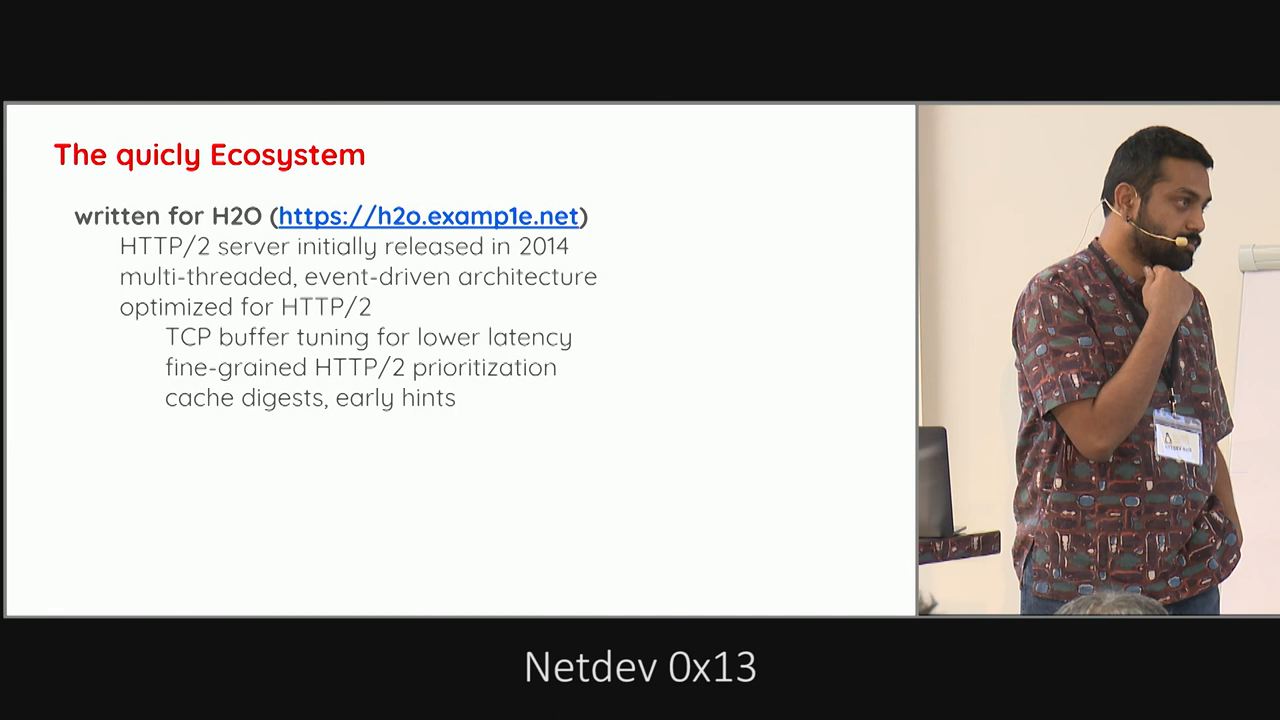 The quicly Ecosystem
written for H2O (https://h2o.examp1e.net)
HTTP/2 server initially released in 2014
multi-threaded, event-driven architecture
optimized for HTTP/2
TCP buffer tuning for lower latency
fine-grained HTTP/2 prioritization
cache digests, early hints
Netdev 0x13